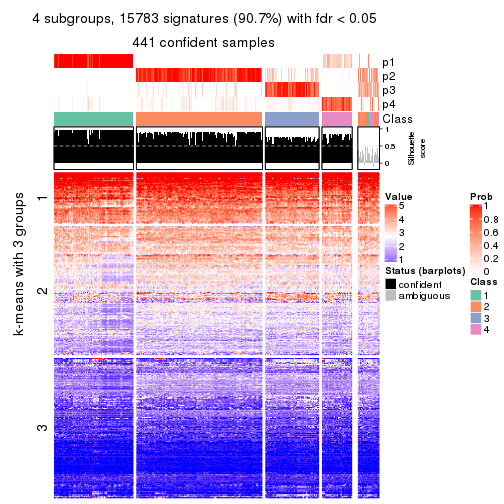 4 subgroups, 15783 signatures (90.7%) with fdr < 0.05
441 confident samples
p1
p2
p3
p4
Class
1
0.5
0
Silhouette
score
k-means with 3 groups
1
2
3
Value
5
4
3
2
1
Status (barplots)
confident
ambiguous
Prob
1
0.8
0.6
0.4
0.2
0
Class
1
2
3
4